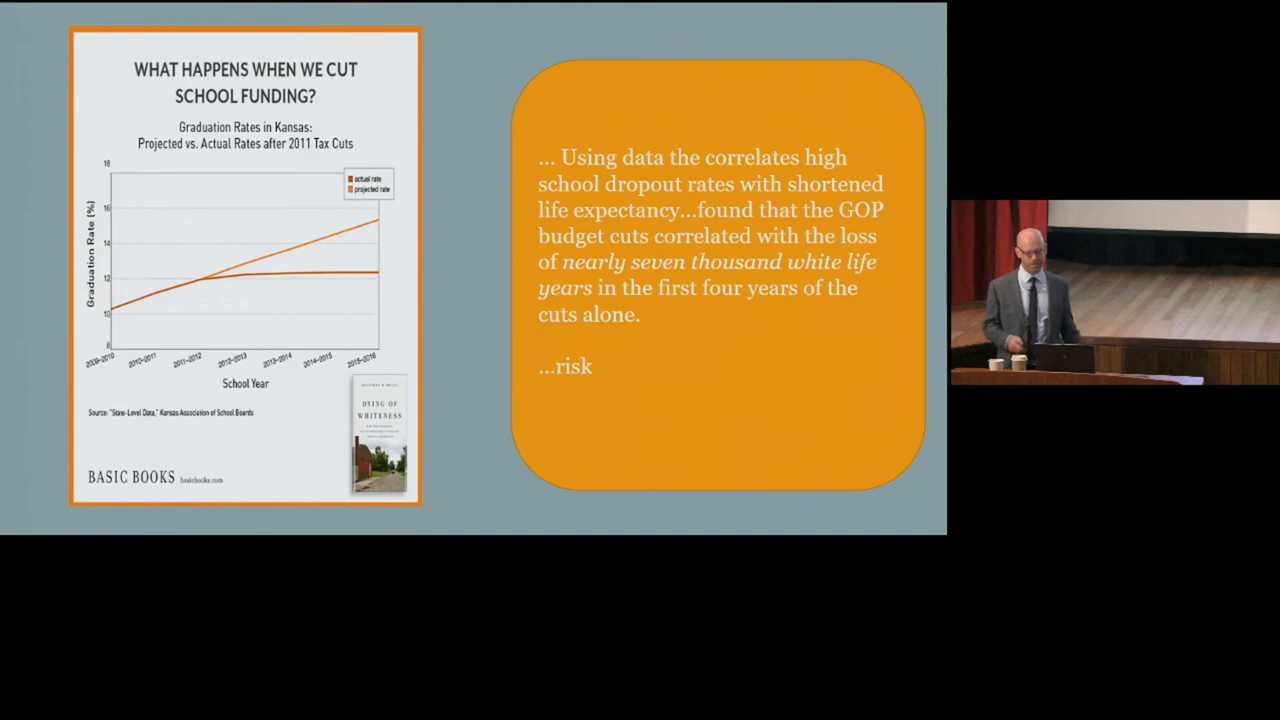 WHAT HAPPENS WHEN WE CUT
SCHOOL FUNDING?
Graduation Rates in Kansas:
Projected vs. Actual Rates after 2011 Tax Cuts
18
actual rate
projected rate
16
14
12
10
8
Graduation Rate (%)
2009-2010
2010-2011
2011-2012
2012-2013
2013-2014
2014-2015
2015-2016
School Year
Source: "State-Level Data," Kansas Association of School Boards
DYING OF
WHITENESS
BASIC BOOKS basicbooks.com
... Using data the correlates high
school dropout rates with shortened
life expectancy...found that the GOP
budget cuts correlated with the loss
of nearly seven thousand white life
years in the first four years of the
cuts alone.
...risk